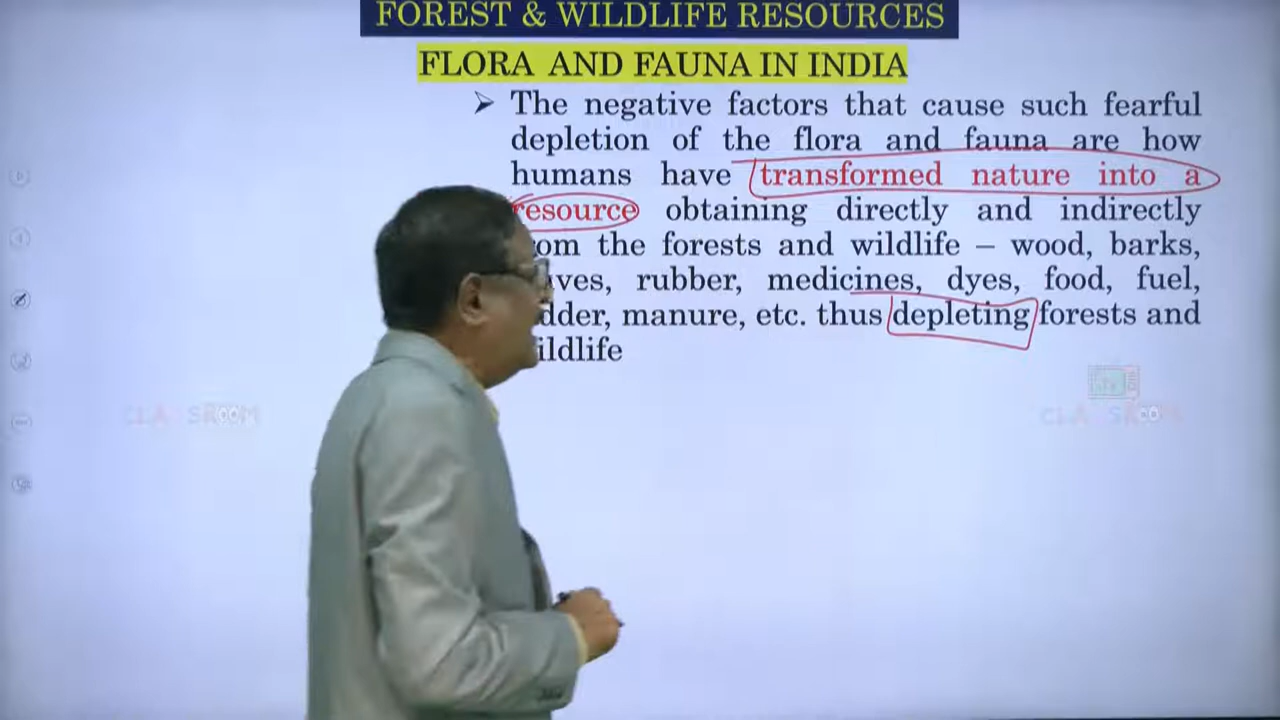 FOREST & WILDLIFE RESOURCES
FLORA AND FAUNA IN INDIA
➤ The negative factors that cause such fearful
depletion of the flora and fauna are how
humans have transformed nature into a
resource obtaining directly and indirectly
the forests and wildlife – wood, barks,
rubber, medicines, dyes, food, fuel,
manure, etc. thus depleting forests and
CLASSROOM